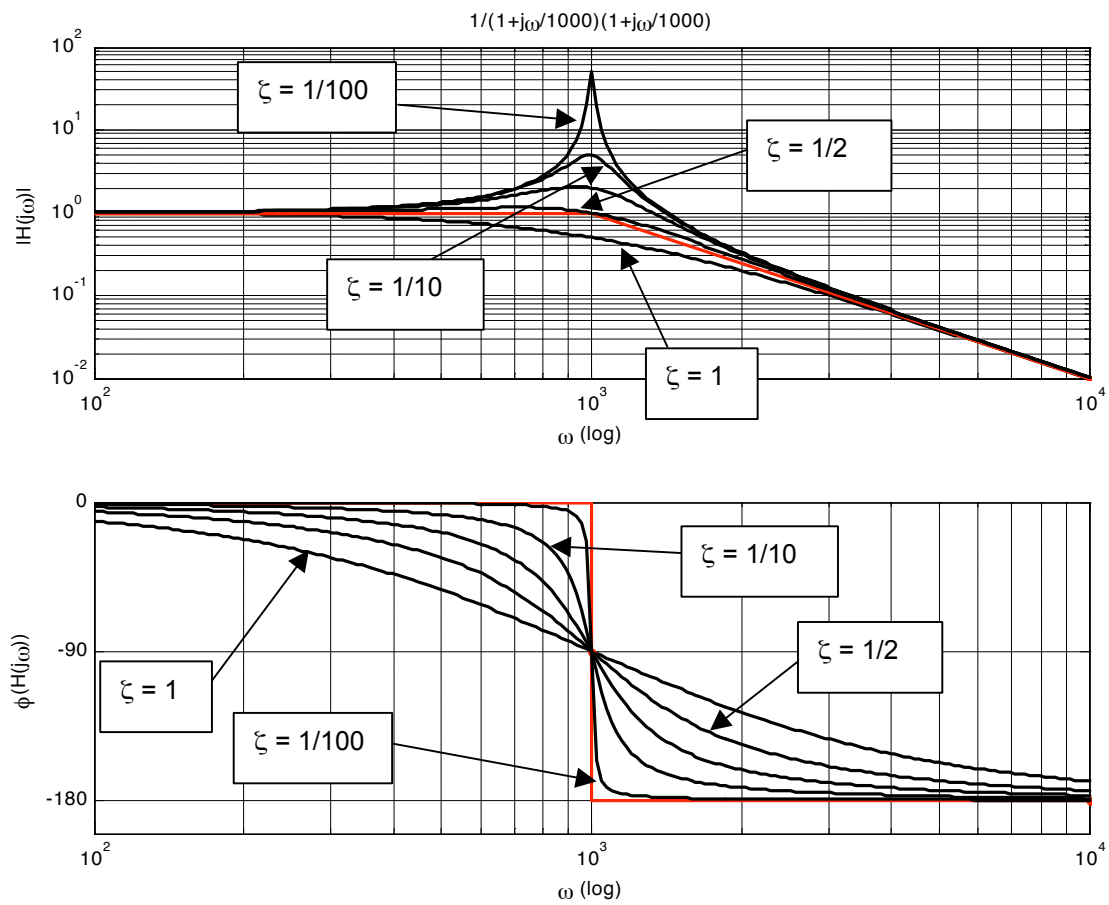 1/(1+jω/1000)(1+jω/1000)
10²
ζ = 1/100
10¹
ζ = 1/2
|H(jω)|
10⁰
ζ = 1/10
10⁻¹
ζ = 1
10⁻²
10² 10³ 10⁴
ω (log)
0
ζ = 1/10
ζ = 1/2
-90
φ(H(jω))
ζ = 1
ζ = 1/100
-180
10² 10³ 10⁴
ω (log)